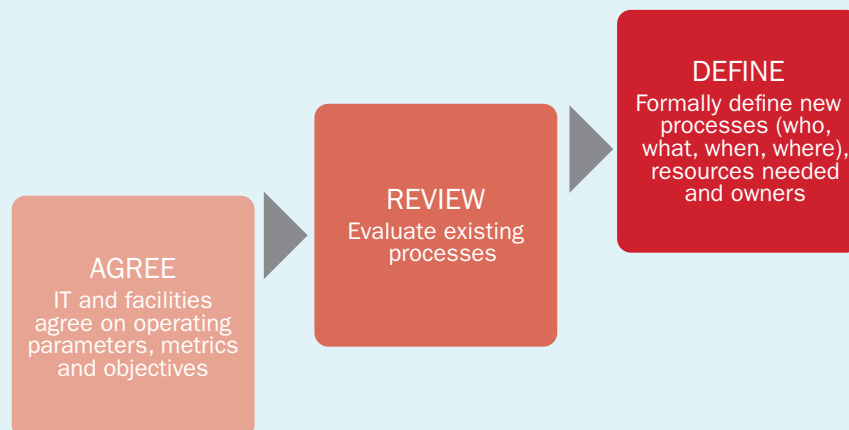 AGREE
IT and facilities
agree on operating
parameters, metrics
and objectives
REVIEW
Evaluate existing
processes
DEFINE
Formally define new
processes (who,
what, when, where),
resources needed
and owners